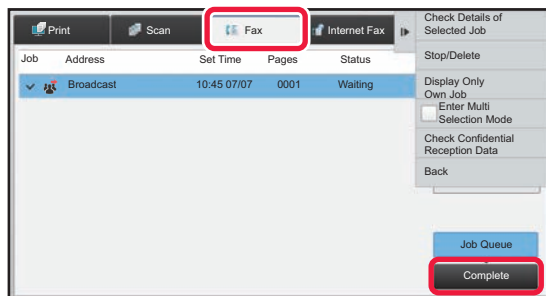 Print Scan Fax Internet Fax
Job Address Set Time Pages Status
Broadcast 10:45 07/07 0001 Waiting
Check Details of
Selected Job
Stop/Delete
Display Only
Own Job
Enter Multi
Selection Mode
Check Confidential
Reception Data
Back
Job Queue
Complete